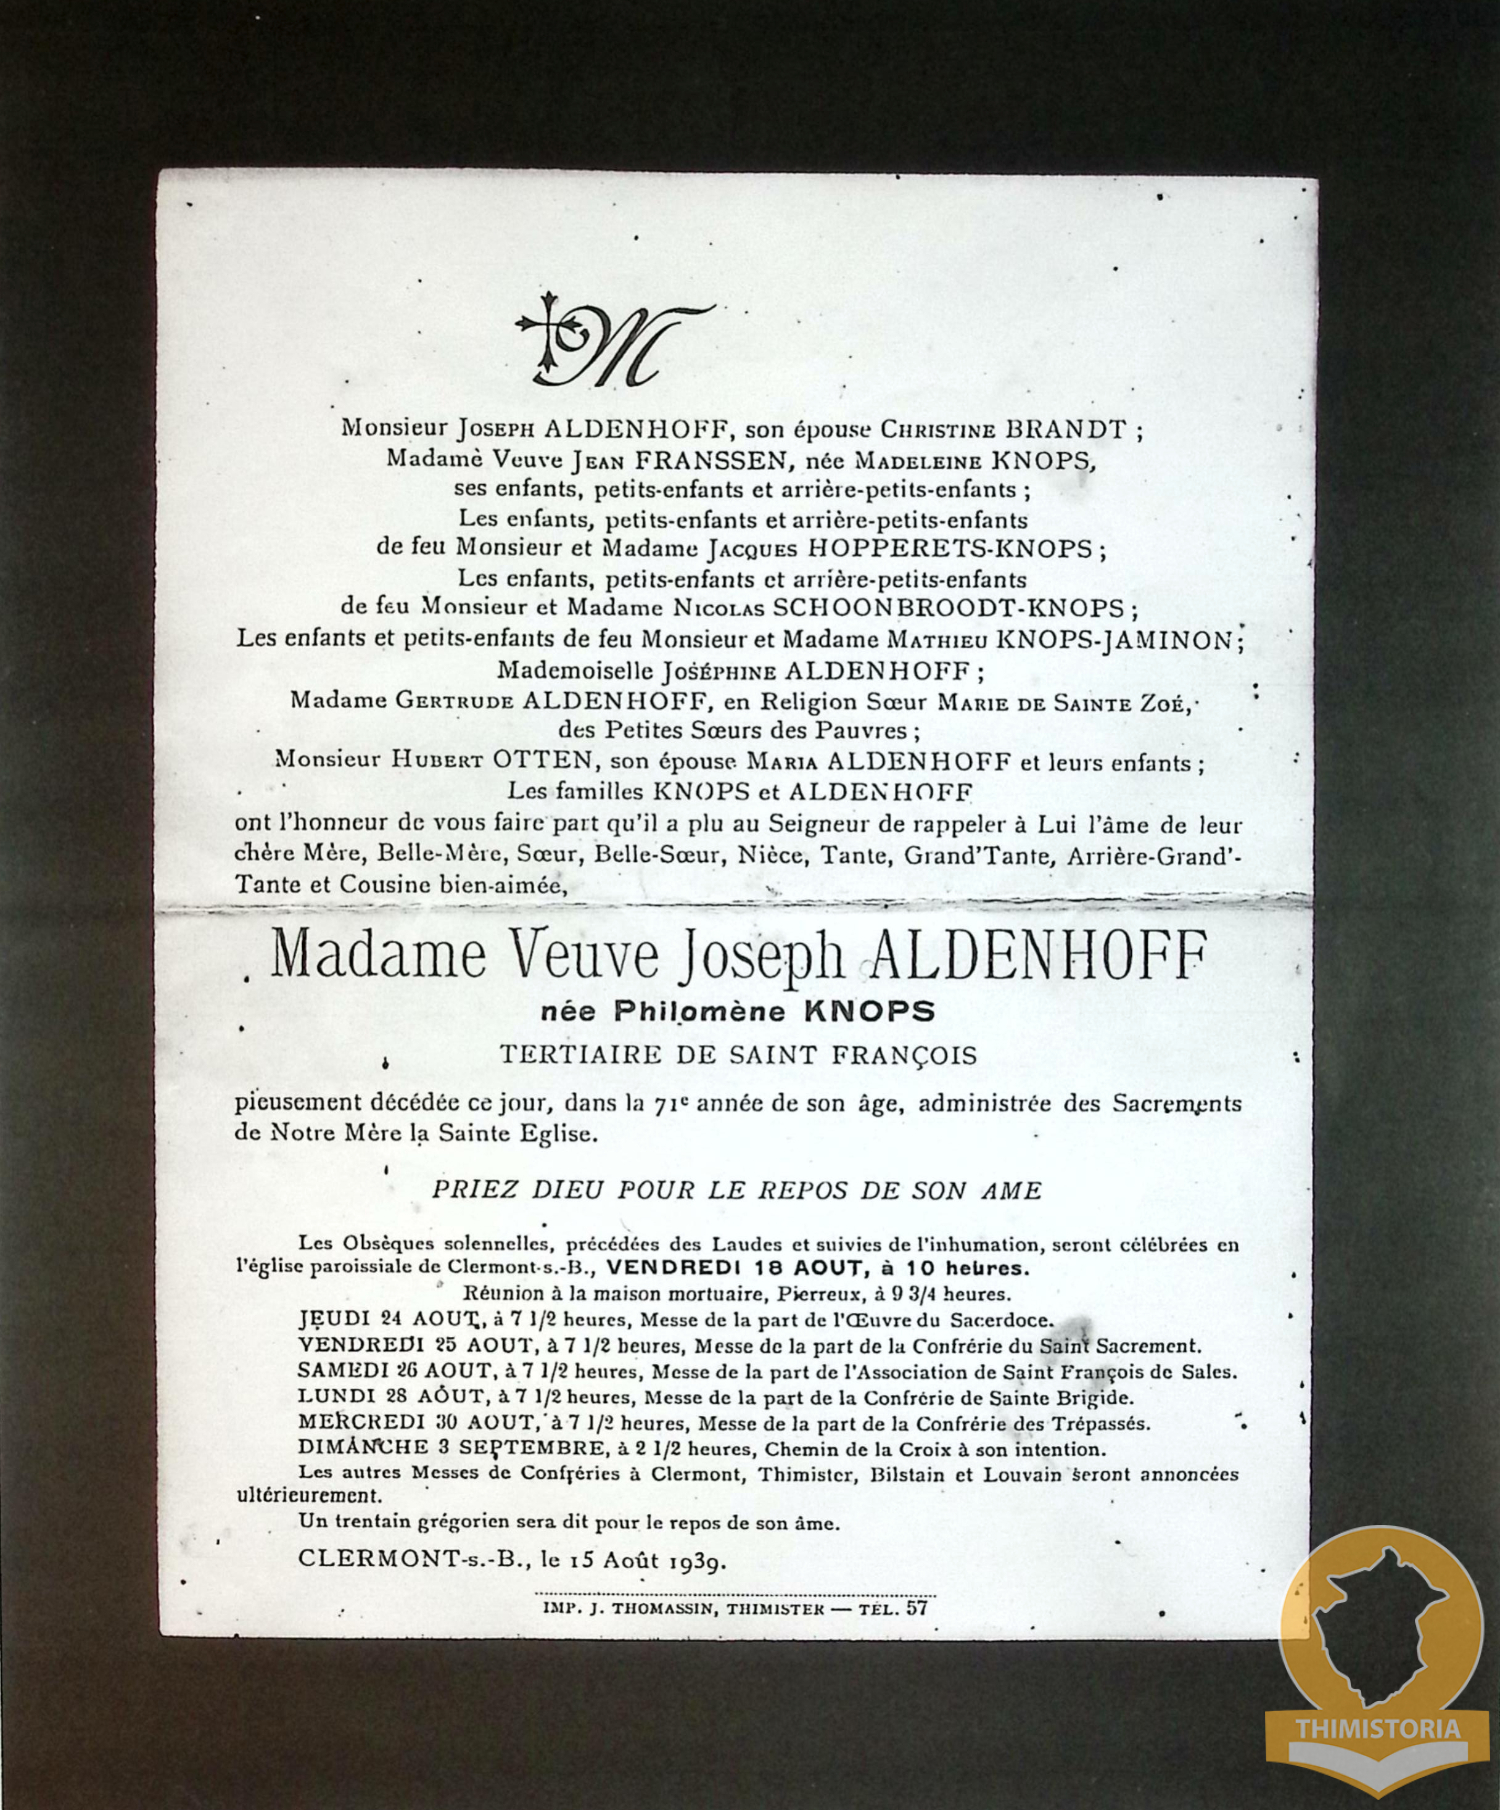 M
Monsieur Joseph ALDENHOFF, son épouse Christine BRANDT ;
Madame Veuve Jean FRANSSEN, née Madeleine KNOPS,
ses enfants, petits-enfants et arrière-petits-enfants ;
Les enfants, petits-enfants et arrière-petits-enfants
de feu Monsieur et Madame Jacques HOPPERETS-KNOPS ;
Les enfants, petits-enfants et arrière-petits-enfants
de feu Monsieur et Madame Nicolas SCHOONBROODT-KNOPS ;
Les enfants et petits-enfants de feu Monsieur et Madame Mathieu KNOPS-JAMINON ;
Mademoiselle Joséphine ALDENHOFF ;
Madame Gertrude ALDENHOFF, en Religion Sœur Marie de Sainte Zoé,
des Petites Sœurs des Pauvres ;
Monsieur Hubert OTTEN, son épouse Maria ALDENHOFF et leurs enfants ;
Les familles KNOPS et ALDENHOFF
ont l'honneur de vous faire part qu'il a plu au Seigneur de rappeler à Lui l'âme de leur
chère Mère, Belle-Mère, Sœur, Belle-Sœur, Nièce, Tante, Grand'Tante, Arrière-Grand'-
Tante et Cousine bien-aimée,
Madame Veuve Joseph ALDENHOFF
née Philomène KNOPS
TERTIAIRE DE SAINT FRANÇOIS
pieusement décédée ce jour, dans la 71e année de son âge, administrée des Sacrements
de Notre Mère la Sainte Eglise.
PRIEZ DIEU POUR LE REPOS DE SON AME
Les Obsèques solennelles, précédées des Laudes et suivies de l'inhumation, seront célébrées en
l'église paroissiale de Clermont-s.-B., VENDREDI 18 AOUT, à 10 heures.
Réunion à la maison mortuaire, Pierreux, à 9 3/4 heures.
JEUDI 24 AOUT, à 7 1/2 heures, Messe de la part de l'Œuvre du Sacerdoce.
VENDREDI 25 AOUT, à 7 1/2 heures, Messe de la part de la Confrérie du Saint Sacrement.
SAMEDI 26 AOUT, à 7 1/2 heures, Messe de la part de l'Association de Saint François de Sales.
LUNDI 28 AOUT, à 7 1/2 heures, Messe de la part de la Confrérie de Sainte Brigide.
MERCREDI 30 AOUT, à 7 1/2 heures, Messe de la part de la Confrérie des Trépassés.
DIMANCHE 3 SEPTEMBRE, à 2 1/2 heures, Chemin de la Croix à son intention.
Les autres Messes de Confréries à Clermont, Thimister, Bilstain et Louvain seront annoncées
ultérieurement.
Un trentain grégorien sera dit pour le repos de son âme.
CLERMONT-s.-B., le 15 Août 1939.
IMP. J. THOMASSIN, THIMISTER — TÉL. 57
THIMISTORIA